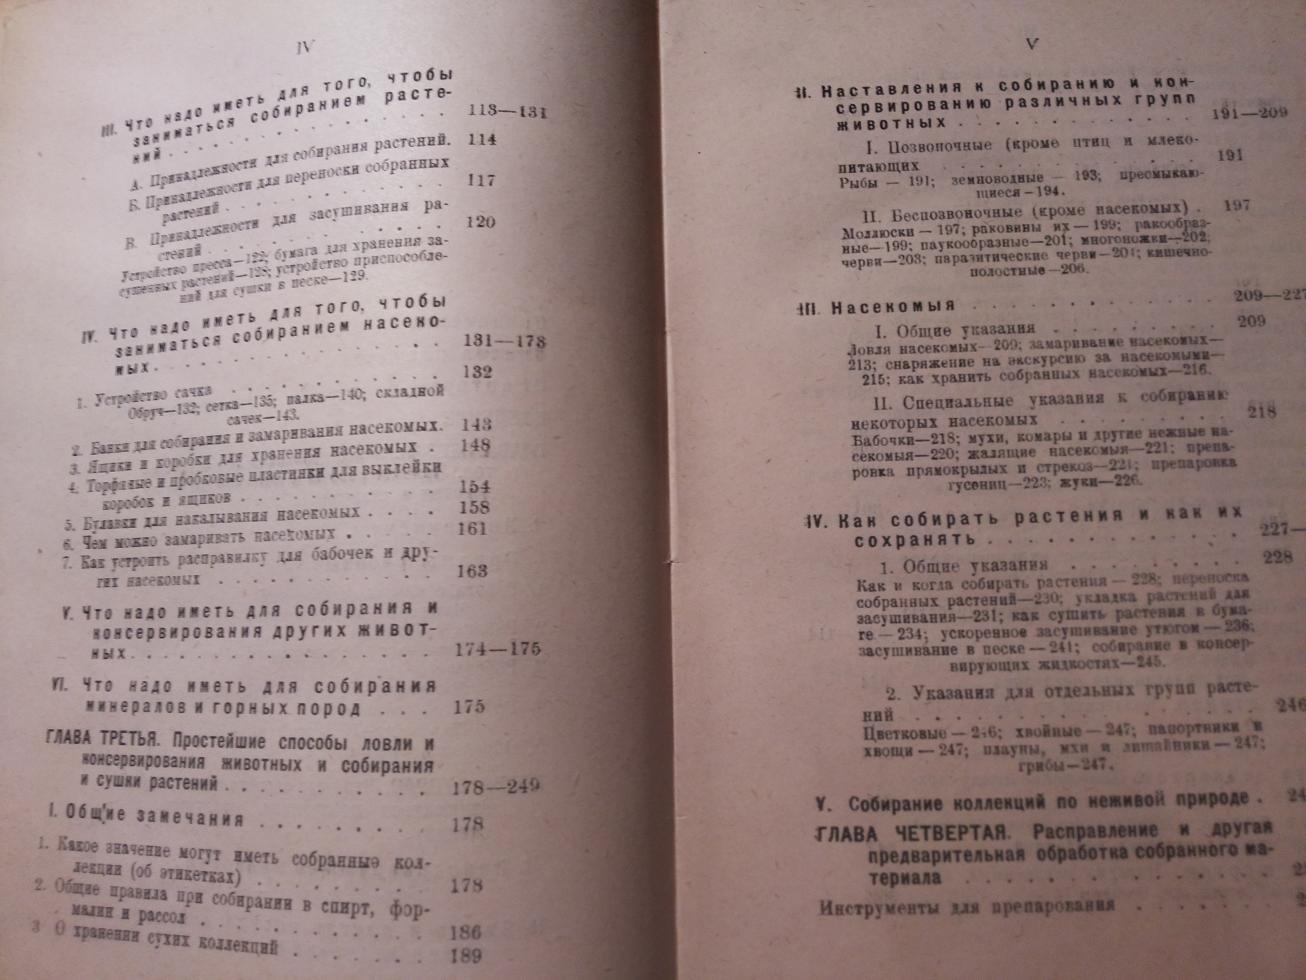 IV
III. Что надо иметь для того, чтобы
заниматься собиранием расте-
ний . . . . . . . . . . . . . . 113—131
А. Принадлежности для собирания растений. 114
Б. Принадлежности для переноски собранных
растений . . . . . . . . . . . . 117
В. Принадлежности для засушивания ра-
стений . . . . . . . . . . . . 120
Устройство пресса—122; бумага для хранения за-
сушенных растений—128; устройство приспособле-
ний для сушки в песке—129.
IV. Что надо иметь для того, чтобы
заниматься собиранием насеко-
мых . . . . . . . . . . . . . . 131—173
1. Устройство сачка . . . . . . . . . . 132
Обруч—132; сетка—135; палка—140; складной
сачек—143.
2. Банки для собирания и замаривания насекомых. 143
3. Ящики и коробки для хранения насекомых . 148
4. Торфяные и пробковые пластинки для выклейки
коробок и ящиков . . . . . . . . . . 154
5. Булавки для накалывания насекомых . . . . 158
6. Чем можно замаривать насекомых . . . . . 161
7. Как устроить расправилку для бабочек и дру-
гих насекомых . . . . . . . . . . . 163
V. Что надо иметь для собирания и
консервирования других живот-
ных . . . . . . . . . . . . . . . 174—175
VI. Что надо иметь для собирания
минералов и горных пород . . . 175
ГЛАВА ТРЕТЬЯ. Простейшие способы ловли и
консервирования животных и собирания
и сушки растений . . . . . . . . . . 178—249
I. Общие замечания . . . . . . . . 178
1. Какое значение могут иметь собранные кол-
лекции (об этикетках) . . . . . . . . . 178
2. Общие правила при собирании в спирт, фор-
малин и рассол . . . . . . . . . . . 186
3 О хранении сухих коллекций . . . . . . . 189
V
II. Наставления к собиранию и кон-
сервированию различных групп
животных . . . . . . . . . . . . . 191—209
I. Позвоночные (кроме птиц и млеко-
питающих . . . . . . . . . . . . . 191
Рыбы — 191; земноводные — 193; пресмыкаю-
щиеся—194.
II. Беспозвоночные (кроме насекомых) . 197
Моллюски — 197; раковины их — 199; ракообраз-
ные—199; паукообразные—201; многоножки—202;
черви—203; паразитические черви—204; кишечно-
полостные—206.
III. Насекомыя . . . . . . . . . . . . 209—227
I. Общие указания . . . . . . . . . 209
Ловля насекомых—209; замаривание насекомых—
213; снаряжение на экскурсию за насекомыми—
215; как хранить собранных насекомых—216.
II. Специальные указания к собиранию
некоторых насекомых . . . . . . . . 218
Бабочки—218; мухи, комары и другие нежные на-
секомыя—220; жалящие насекомыя—221; препа-
ровка прямокрылых и стрекоз—221; препаровка
гусениц—223; жуки—226.
IV. Как собирать растения и как их
сохранять . . . . . . . . . . . . . 227—
1. Общие указания . . . . . . . . . 228
Как и когда собирать растения — 228; переноска
собранных растений—230; укладка растений для
засушивания—231; как сушить растения в бума-
ге — 234; ускоренное засушивание утюгом — 236;
засушивание в песке — 241; собирание в консер-
вирующих жидкостях—245.
2. Указания для отдельных групп расте-
ний . . . . . . . . . . . . . . . . 246
Цветковые — 246; хвойные — 247; папортники и
хвощи — 247; плауны, мхи и лишайники — 247;
грибы—247.
V. Собирание коллекций по неживой природе . 24
ГЛАВА ЧЕТВЕРТАЯ. Расправление и другая
предварительная обработка собранного ма-
териала . . . . . . . . . . . . . . . 2
Инструменты для препарования . . . . . . . 2